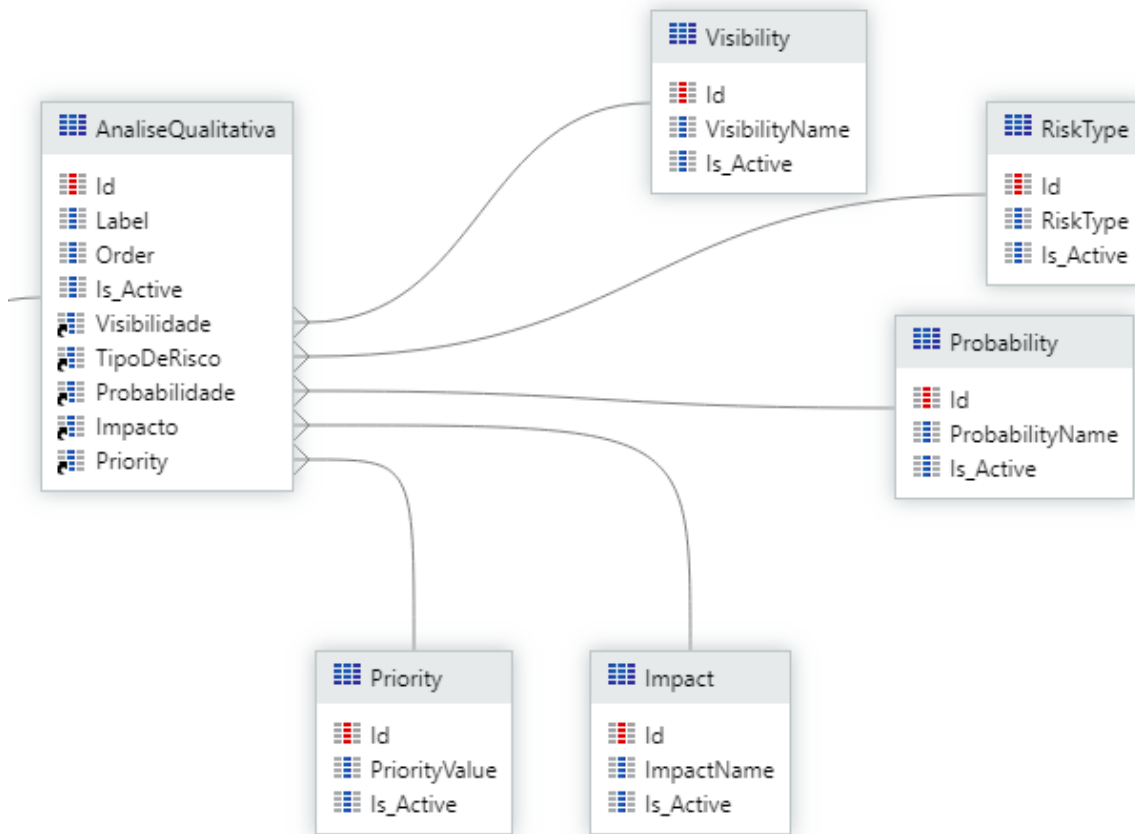 AnaliseQualitativa
Id
Label
Order
Is_Active
Visibilidade
TipoDeRisco
Probabilidade
Impacto
Priority
Visibility
Id
VisibilityName
Is_Active
RiskType
Id
RiskType
Is_Active
Probability
Id
ProbabilityName
Is_Active
Priority
Id
PriorityValue
Is_Active
Impact
Id
ImpactName
Is_Active